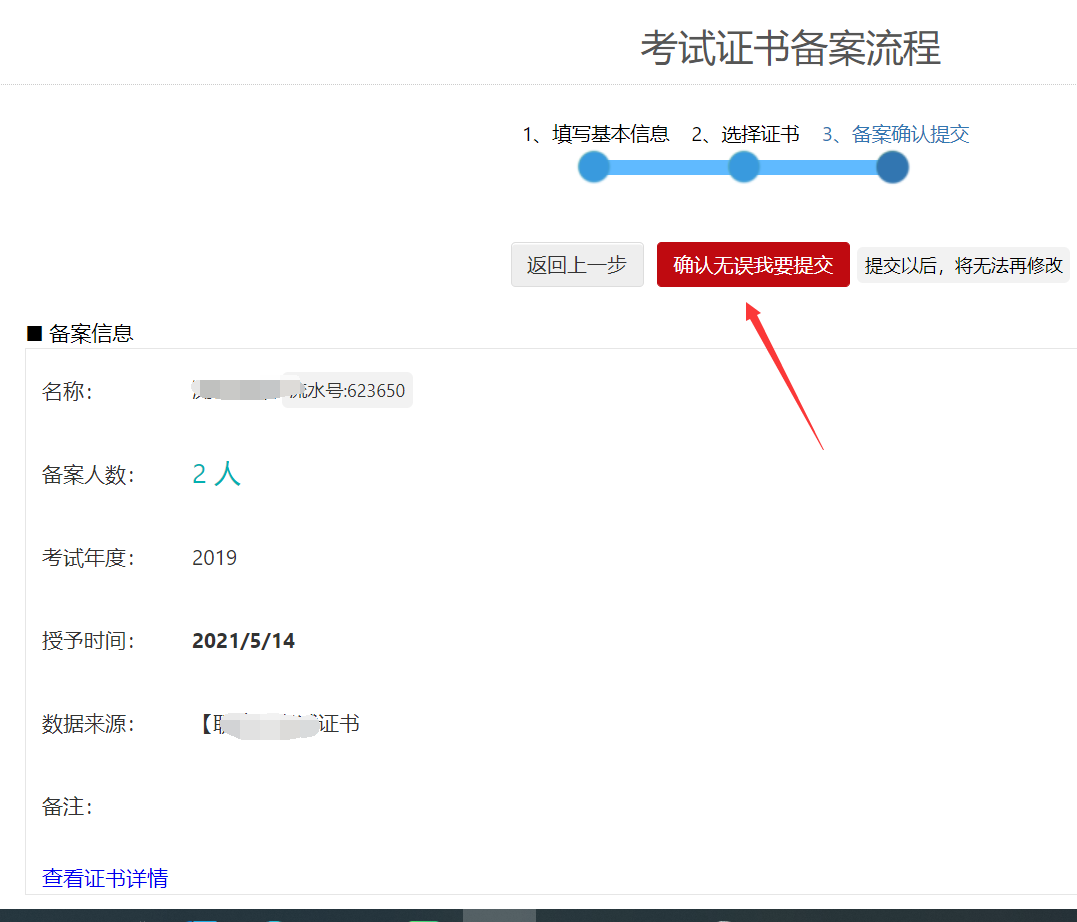 考试证书备案流程
1、填写基本信息 2、选择证书 3、备案确认提交
返回上一步 确认无误我要提交 提交以后，将无法再修改
■ 备案信息
名称： 流水号:623650
备案人数： 2 人
考试年度： 2019
授予时间： 2021/5/14
数据来源： 【 证书
备注：
查看证书详情